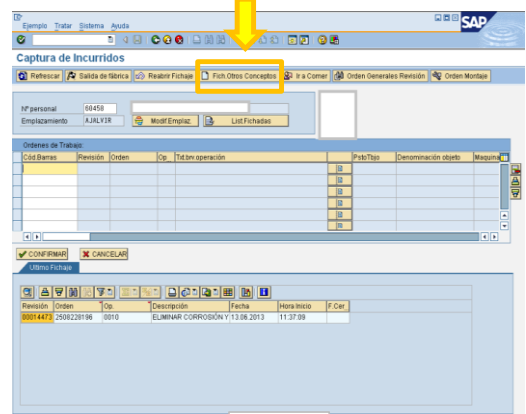 Ejemplo Tratar Sistema Ayuda
SAP
Captura de Incurridos
Refrescar Salida de fábrica Reabrir Fichaje Fich.Otros Conceptos Ir a Comer Orden Generales Revisión Orden Montaje
Nº personal 60458
Emplazamiento AJALVIR Modif.Emplaz. List.Fichadas
Ordenes de Trabajo:
Cód.Barras Revisión Orden Op. Txt.brv.operación PstoTbjo Denominación objeto Maquina
CONFIRMAR CANCELAR
Ultimo Fichaje
Revisión Orden Op. Descripción Fecha Hora Inicio F.Cer
00014473 2508228196 0010 ELIMINAR CORROSIÓN Y 13.06.2013 11:37:09